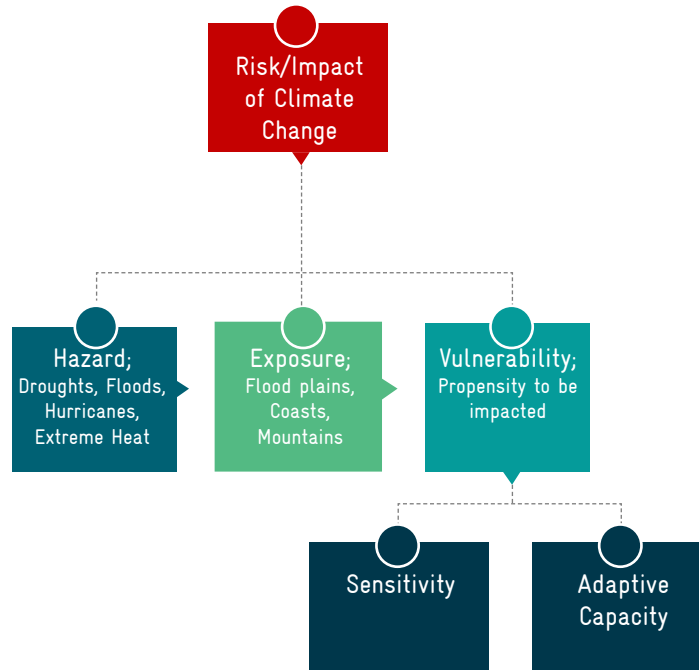 Risk/Impact
of Climate
Change
Hazard;
Droughts, Floods,
Hurricanes,
Extreme Heat
Exposure;
Flood plains,
Coasts,
Mountains
Vulnerability;
Propensity to be
impacted
Sensitivity
Adaptive
Capacity